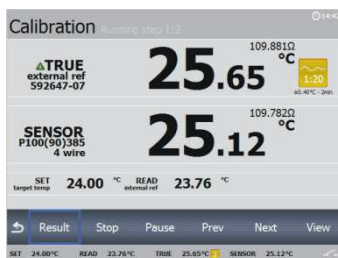 Calibration Running step 1/2
14:42
109.881Ω
TRUE 25.65 °C
external ref
592647-07
1:20
±0.40°C - 2min
109.782Ω
SENSOR 25.12 °C
P100(90)385
4 wire
SET target temp 24.00 °C READ internal ref 23.76 °C
Result Stop Pause Prev Next View
SET 24.00°C READ 23.76°C TRUE 25.65°C SENSOR 25.12°C